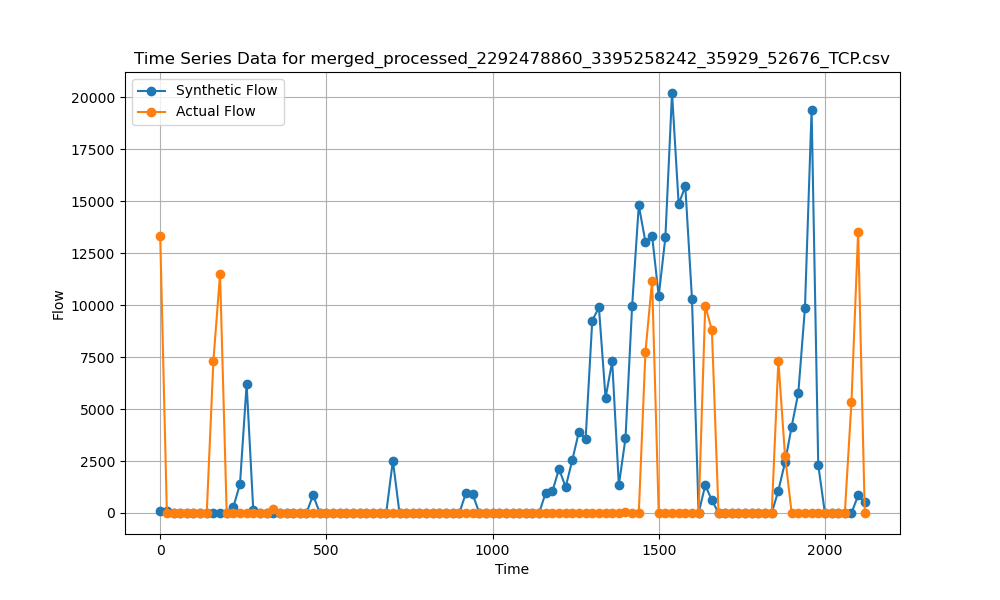 Time Series Data for merged_processed_2292478860_3395258242_35929_52676_TCP.csv
Synthetic Flow
Actual Flow
20000
17500
15000
12500
10000
7500
5000
2500
0
Flow
0 500 1000 1500 2000
Time